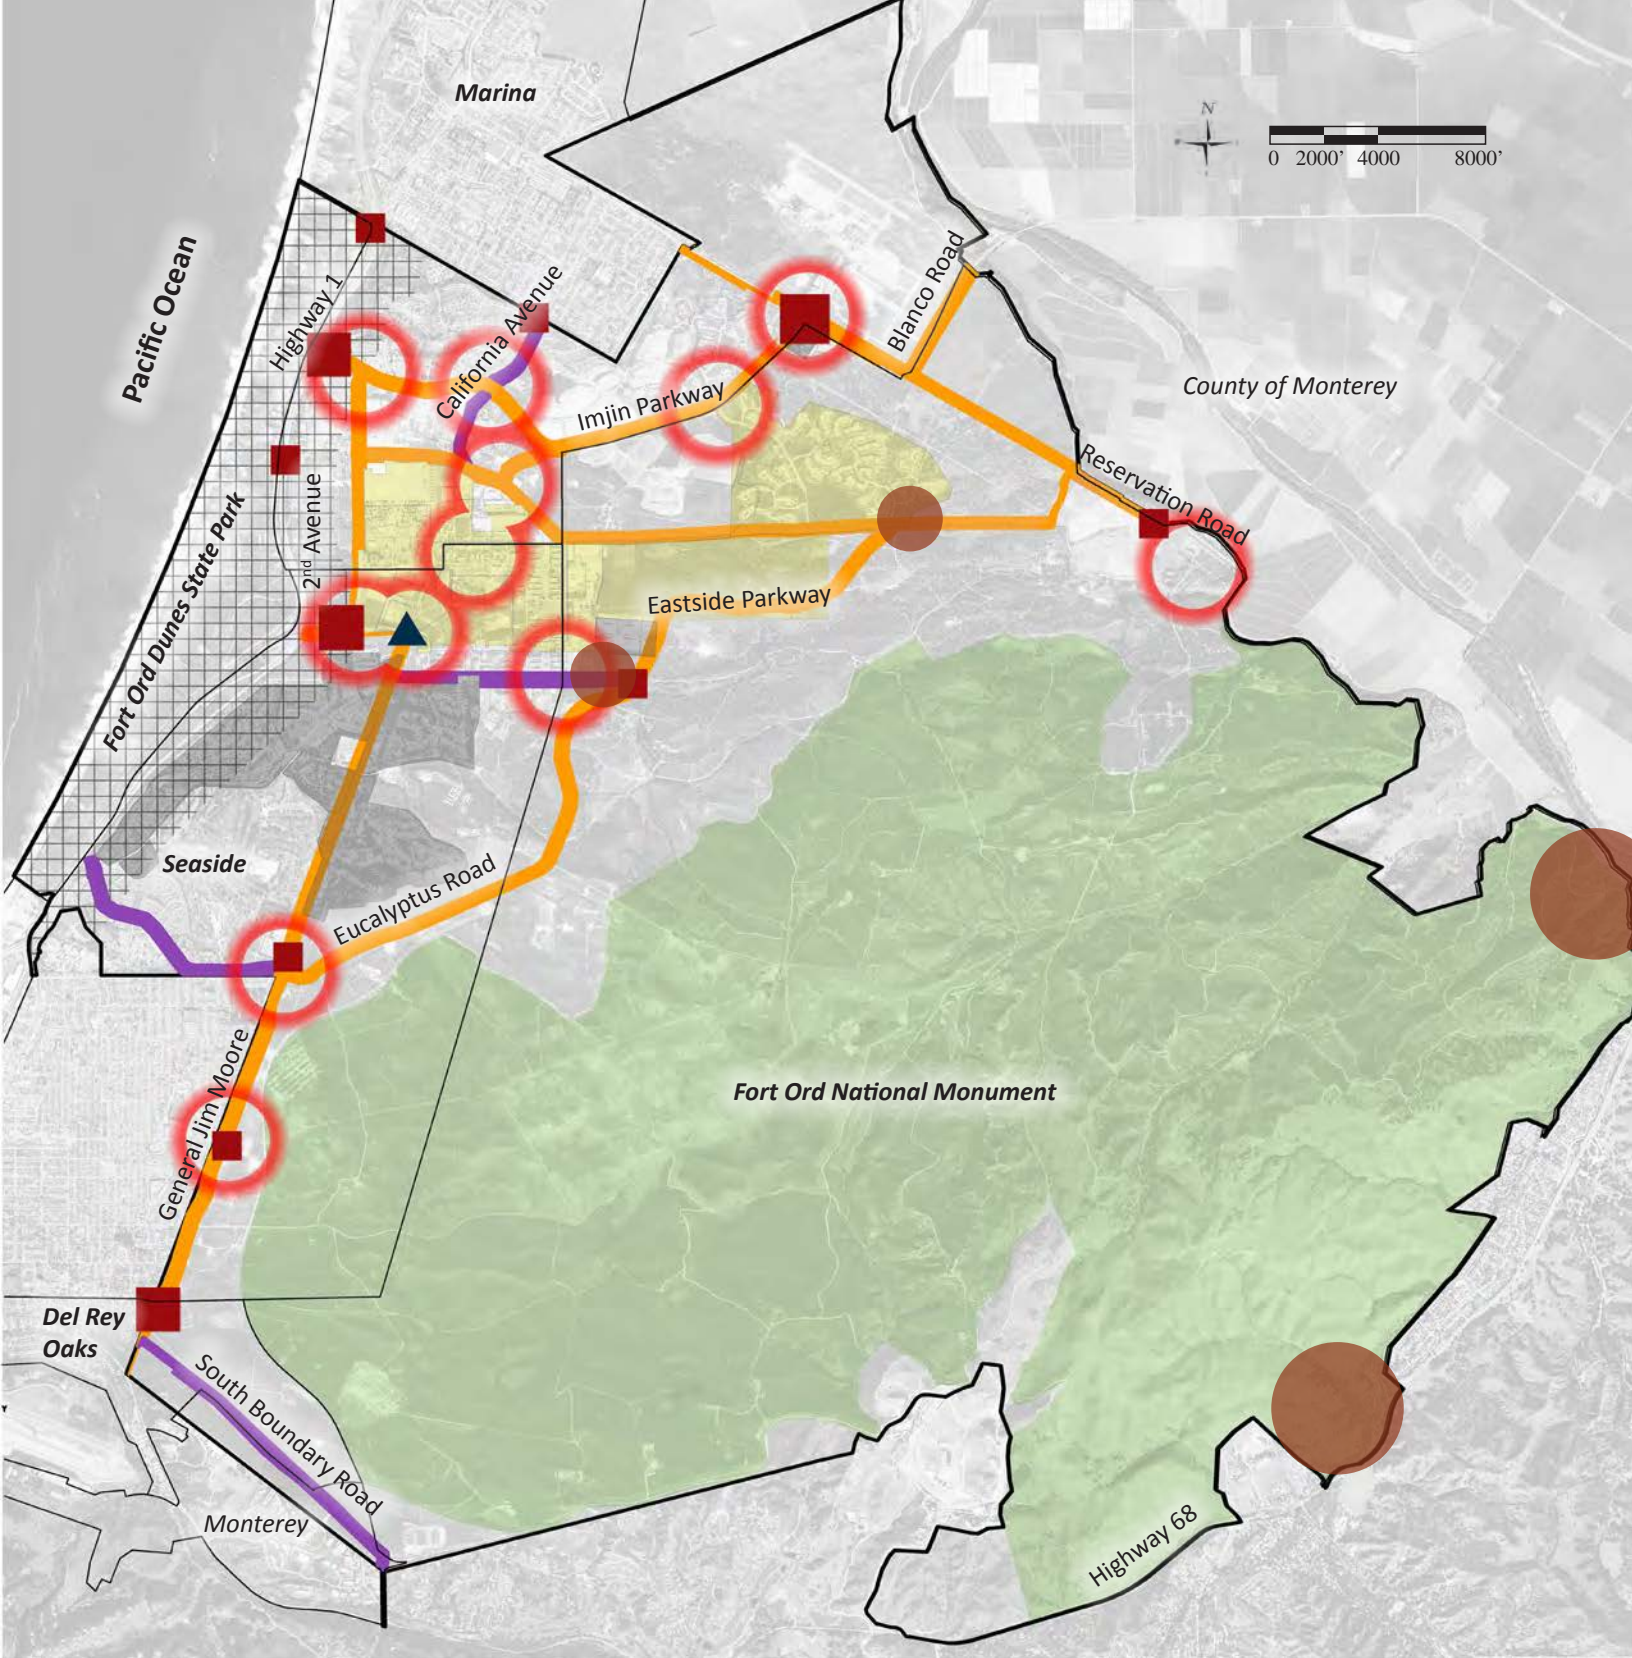 Marina
N
0 2000' 4000 8000'
Pacific Ocean
Highway 1
California Avenue
Blanco Road
County of Monterey
Imjin Parkway
Reservation Road
2nd Avenue
Fort Ord Dunes State Park
Eastside Parkway
Seaside
Eucalyptus Road
General Jim Moore
Fort Ord National Monument
Del Rey
Oaks
South Boundary Road
Monterey
Highway 68